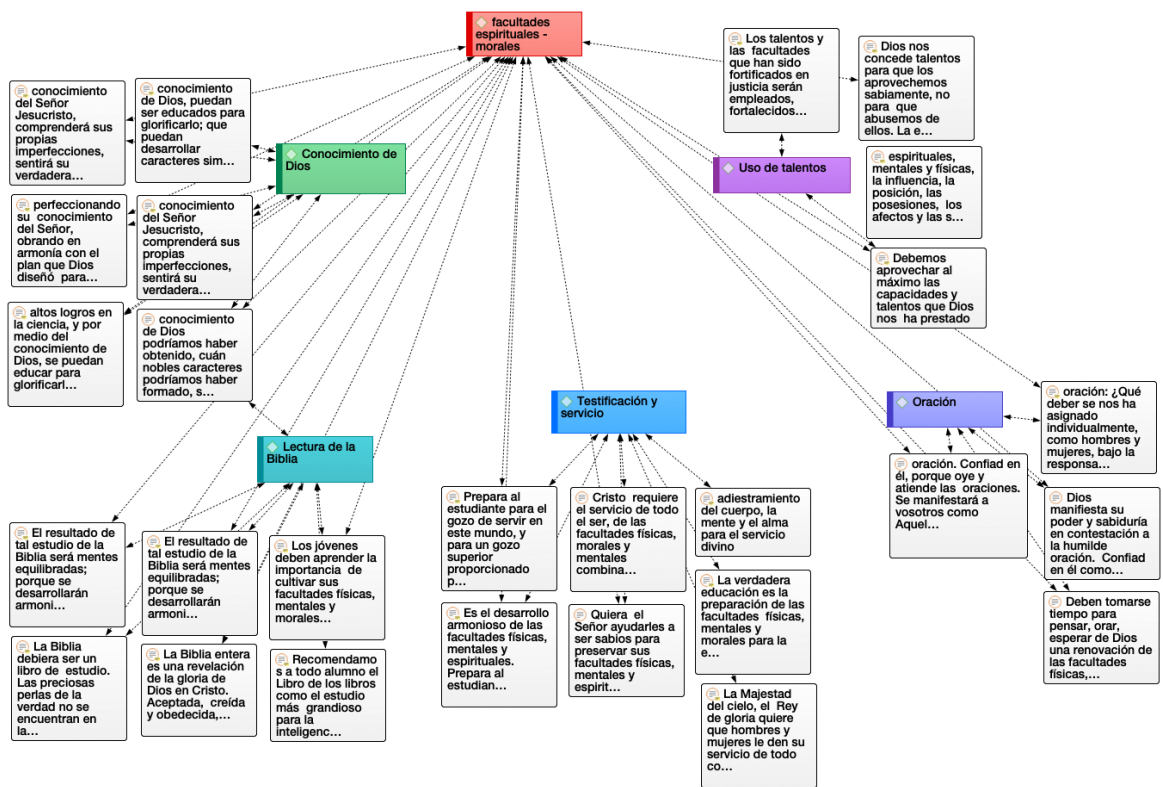 facultades
espirituales -
morales
Los talentos y
las facultades
que han sido
fortificados en
justicia serán
empleados,
fortalecidos…
Dios nos
concede talentos
para que los
aprovechemos
sabiamente, no
para que
abusemos de
ellos. La e…
conocimiento
del Señor
Jesucristo,
comprenderá sus
propias
imperfecciones,
sentirá su
verdadera…
conocimiento
de Dios, puedan
ser educados para
glorificarlo; que
puedan
desarrollar
caracteres sim…
Conocimiento de
Dios
Uso de talentos
espirituales,
mentales y físicas,
la influencia, la
posición, las
posesiones, los
afectos y las s…
perfeccionando
su conocimiento
del Señor,
obrando en
armonía con el
plan que Dios
diseñó para…
conocimiento
del Señor
Jesucristo,
comprenderá sus
propias
imperfecciones,
sentirá su
verdadera…
Debemos
aprovechar al
máximo las
capacidades y
talentos que Dios
nos ha prestado
altos logros en
la ciencia, y por
medio del
conocimiento de
Dios, se puedan
educar para
glorificarl…
conocimiento
de Dios
podríamos haber
obtenido, cuán
nobles caracteres
podríamos haber
formado, s…
Testificación y
servicio
Oración
oración: ¿Qué
deber se nos ha
asignado
individualmente,
como hombres y
mujeres, bajo la
responsa…
Lectura de la
Biblia
oración. Confiad en
él, porque oye y
atiende las oraciones.
Se manifestará a
vosotros como
Aquel…
Prepara al
estudiante para el
gozo de servir en
este mundo, y
para un gozo
superior
proporcionado
p…
Cristo requiere
el servicio de todo
el ser, de las
facultades físicas,
morales y
mentales
combina…
adiestramiento
del cuerpo, la
mente y el alma
para el servicio
divino
Dios
manifiesta su
poder y sabiduría
en contestación a
la humilde
oración. Confiad
en él como…
El resultado de
tal estudio de la
Biblia será mentes
equilibradas;
porque se
desarrollarán
armoni…
El resultado de
tal estudio de la
Biblia será mentes
equilibradas;
porque se
desarrollarán
armoni…
Los jóvenes
deben aprender la
importancia de
cultivar sus
facultades físicas,
mentales y
morales…
Es el desarrollo
armonioso de las
facultades físicas,
mentales y
espirituales.
Prepara al
estudian…
Quiera el
Señor ayudarles a
ser sabios para
preservar sus
facultades físicas,
mentales y
espirit…
La verdadera
educación es la
preparación de las
facultades físicas,
mentales y
morales para la
e…
Deben tomarse
tiempo para
pensar, orar,
esperar de Dios
una renovación de
las facultades
físicas,…
La Biblia
debiera ser un
libro de estudio.
Las preciosas
perlas de la
verdad no se
encuentran en
la…
La Biblia entera
es una revelación
de la gloria de
Dios en Cristo.
Aceptada, creída
y obedecida,…
Recomendamo
s a todo alumno el
Libro de los libros
como el estudio
más grandioso
para la
inteligenc…
La Majestad
del cielo, el Rey
de gloria quiere
que hombres y
mujeres le den su
servicio de todo
co…